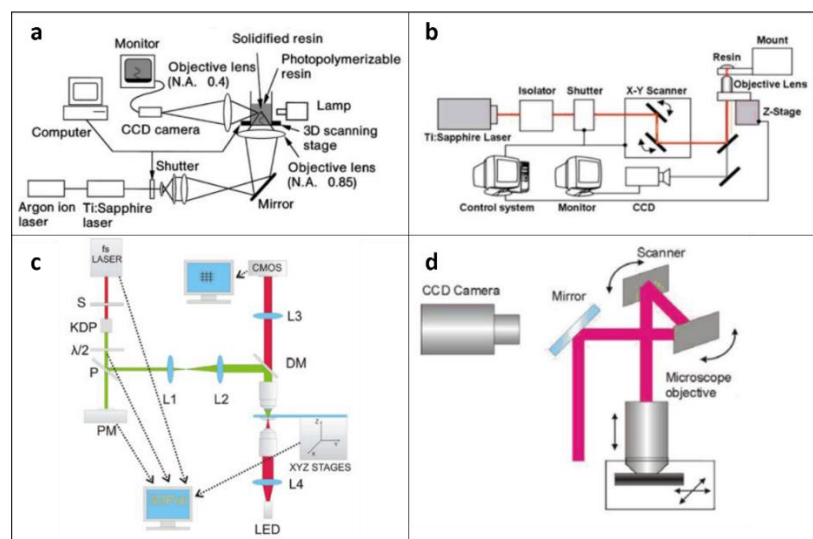 a
Monitor
Solidified resin
Photopolymerizable
resin
Objective lens
(N.A. 0.4)
Lamp
Computer
CCD camera
3D scanning
stage
Shutter
Objective lens
(N.A. 0.85)
Mirror
Argon ion
laser
Ti:Sapphire
laser
b
Mount
Resin
Objective Lens
Isolator
Shutter
X-Y Scanner
Z-Stage
Ti:Sapphire Laser
Control system
Monitor
CCD
c
fs
LASER
CMOS
S
KDP
L3
λ/2
P
DM
L1
L2
PM
Z
X
Y
XYZ STAGES
L4
LED
d
Scanner
CCD Camera
Mirror
Microscope
objective